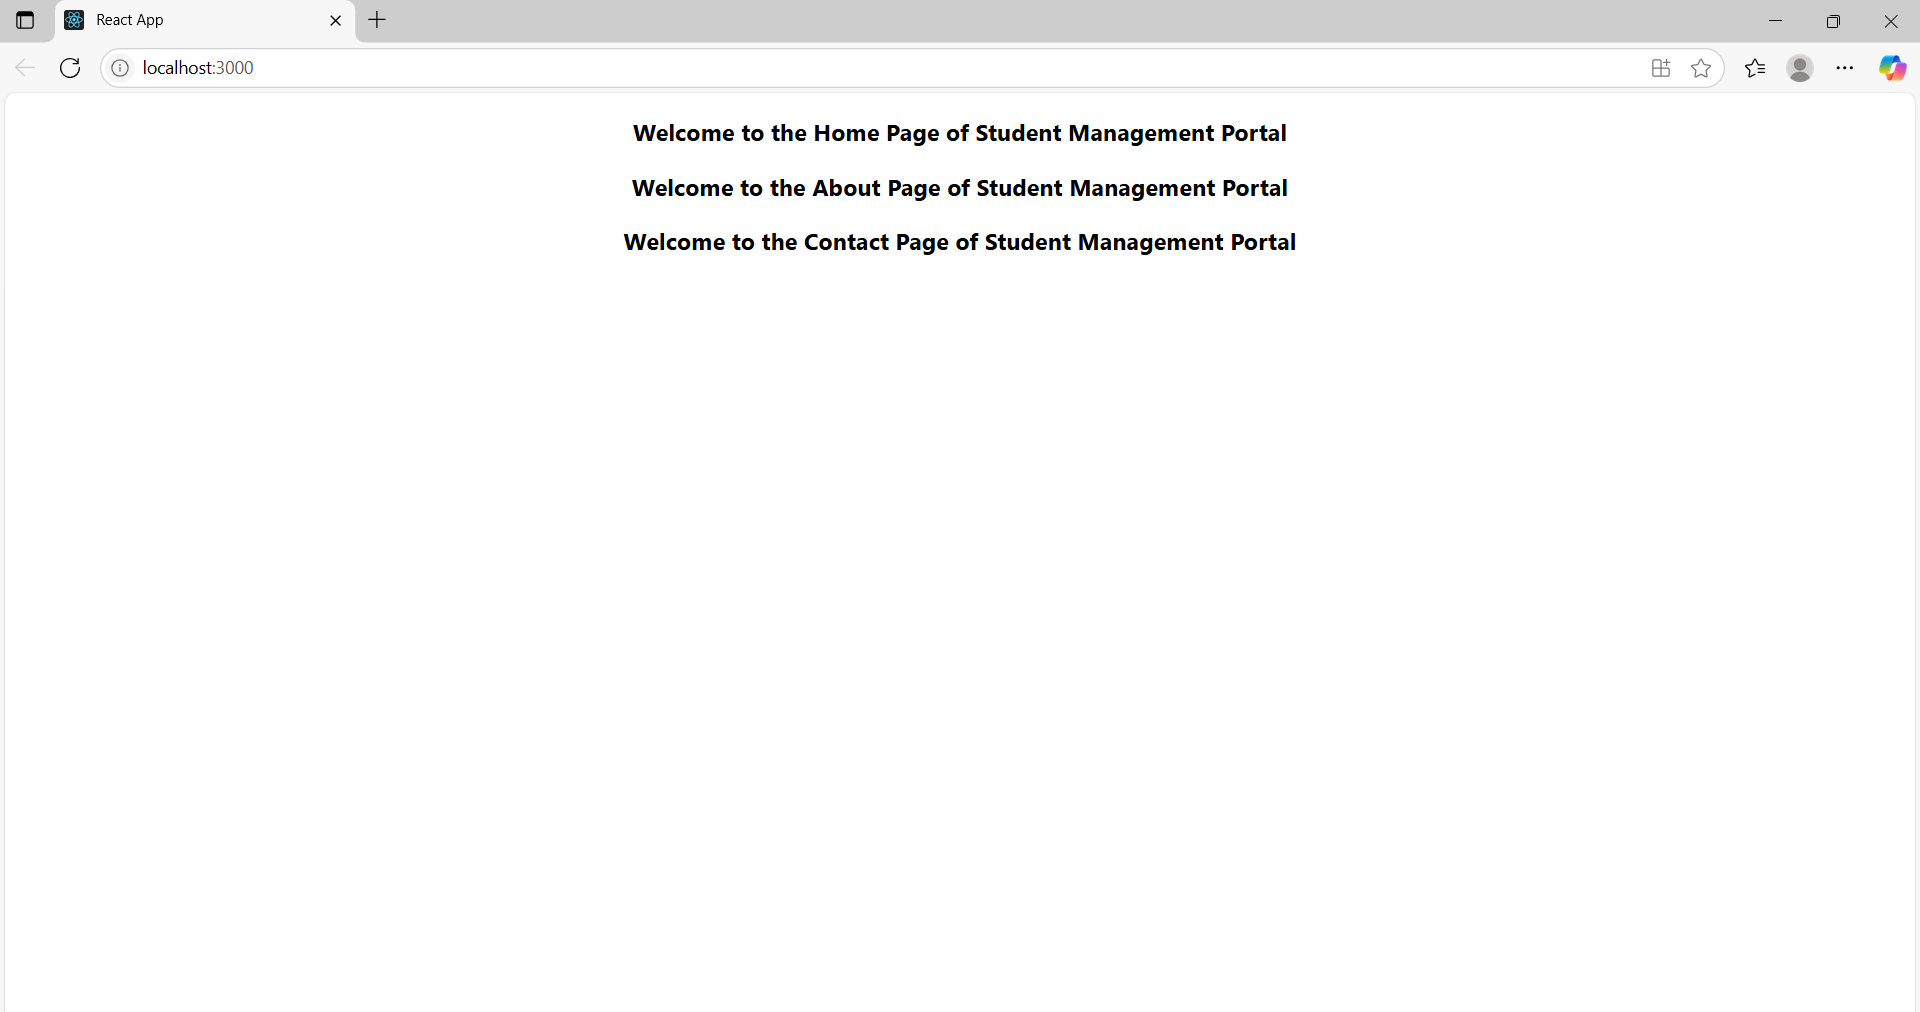 React App
localhost:3000
Welcome to the Home Page of Student Management Portal
Welcome to the About Page of Student Management Portal
Welcome to the Contact Page of Student Management Portal